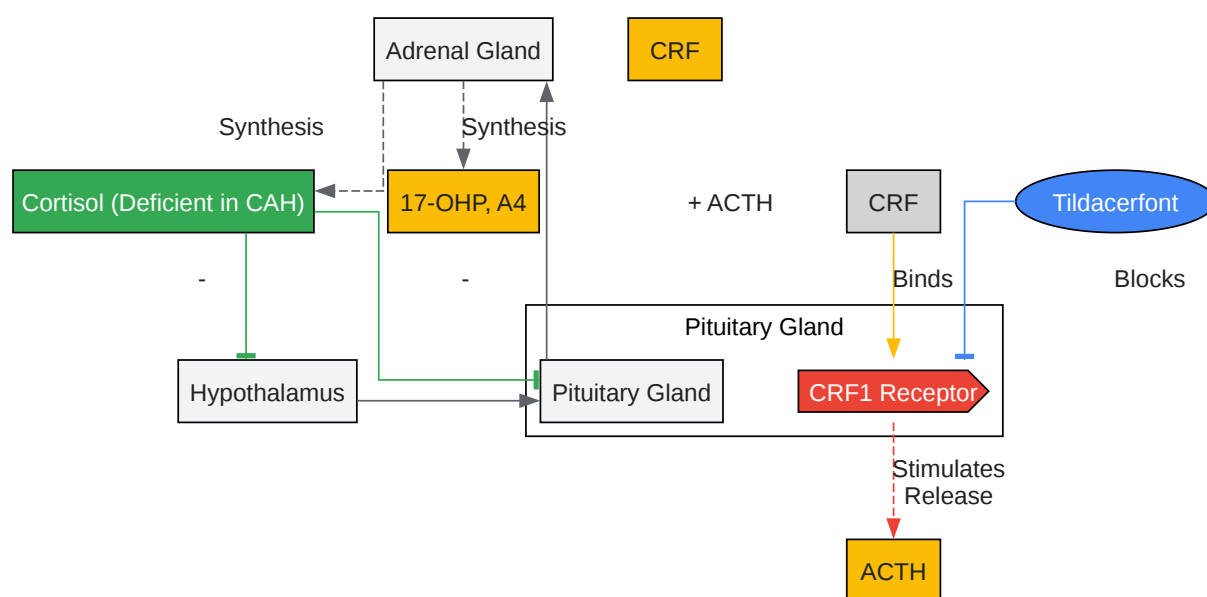 Adrenal Gland
CRF
Synthesis
Synthesis
Cortisol (Deficient in CAH)
17-OHP, A4
+ ACTH
CRF
Tildacerfont
-
-
Binds
Blocks
Pituitary Gland
Hypothalamus
Pituitary Gland
CRF1 Receptor
Stimulates
Release
ACTH